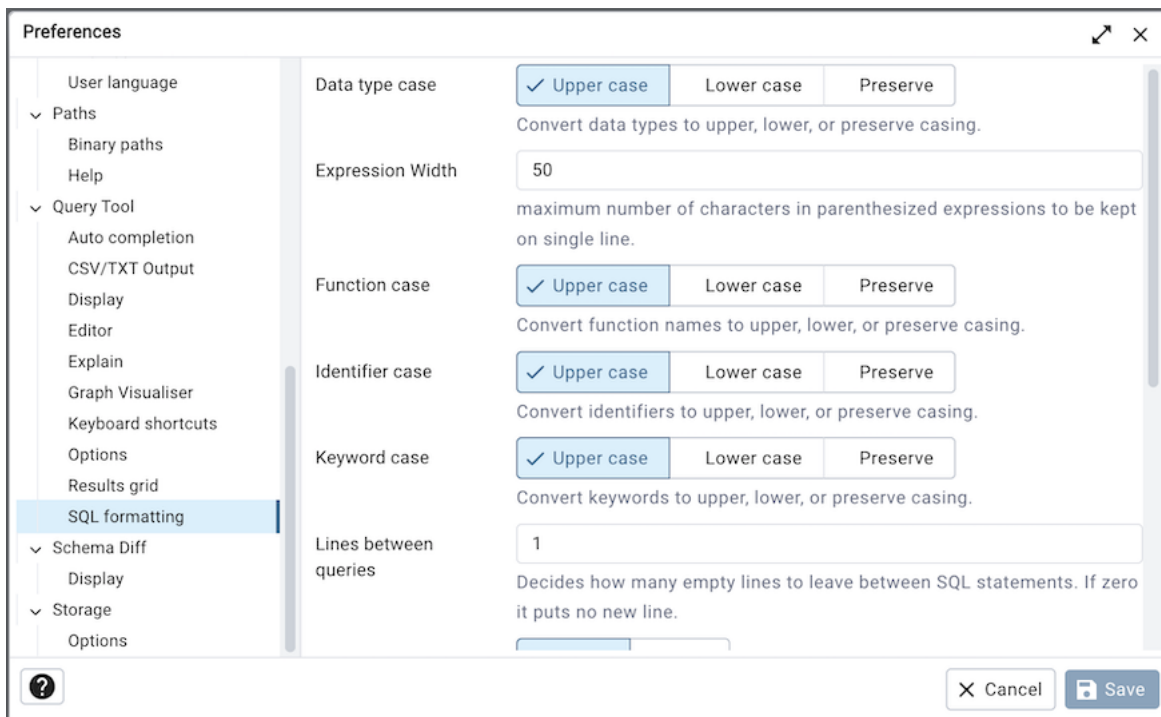 Preferences
User language
Paths
Binary paths
Help
Query Tool
Auto completion
CSV/TXT Output
Display
Editor
Explain
Graph Visualiser
Keyboard shortcuts
Options
Results grid
SQL formatting
Schema Diff
Display
Storage
Options
Data type case
Upper case Lower case Preserve
Convert data types to upper, lower, or preserve casing.
Expression Width
50
maximum number of characters in parenthesized expressions to be kept
on single line.
Function case
Upper case Lower case Preserve
Convert function names to upper, lower, or preserve casing.
Identifier case
Upper case Lower case Preserve
Convert identifiers to upper, lower, or preserve casing.
Keyword case
Upper case Lower case Preserve
Convert keywords to upper, lower, or preserve casing.
Lines between
queries
1
Decides how many empty lines to leave between SQL statements. If zero
it puts no new line.
?
Cancel Save